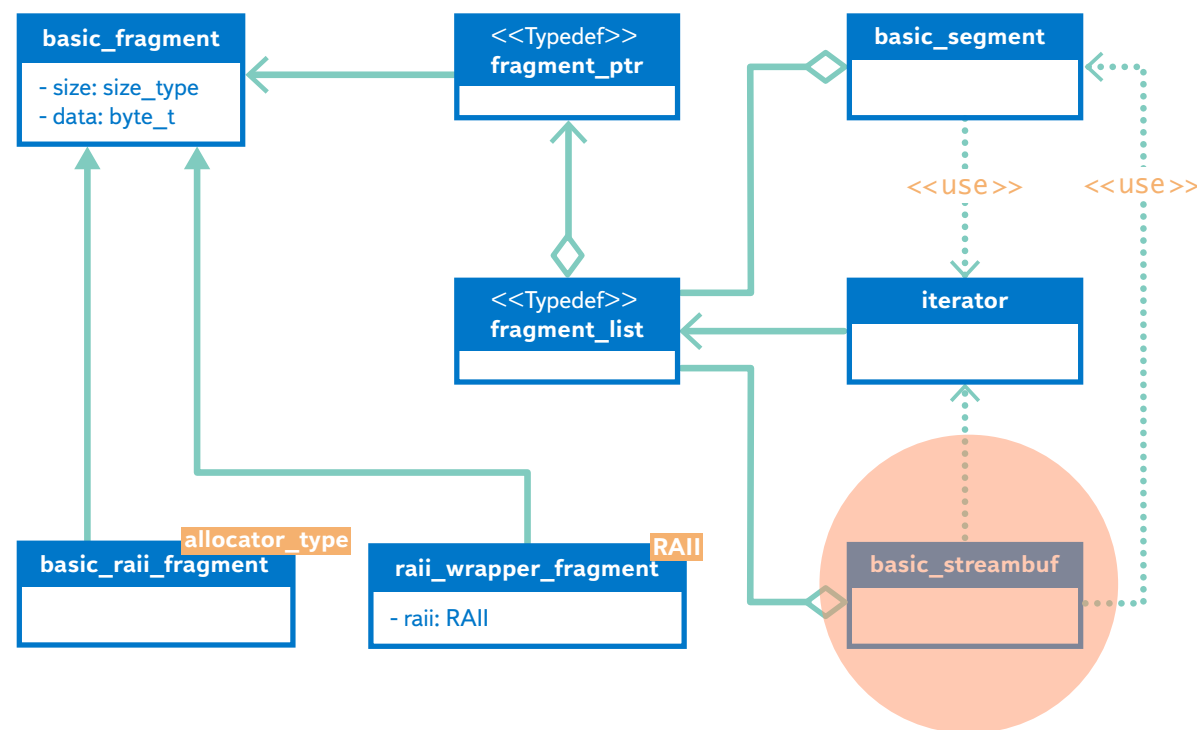 basic_fragment
- size: size_type
- data: byte_t
<<Typedef>>
fragment_ptr
basic_segment
<<use>>
<<use>>
<<Typedef>>
fragment_list
iterator
allocator_type
basic_raii_fragment
RAII
raii_wrapper_fragment
- raii: RAII
basic_streambuf